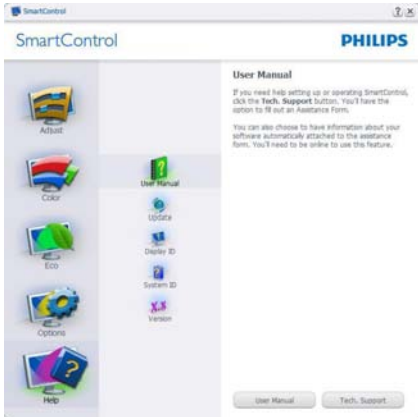 SmartControl
SmartControl
PHILIPS
Adjust
Color
Eco
Options
Help
User Manual
Update
Display ID
System ID
Version
User Manual
If you need help setting up or operating SmartControl,
click the Tech. Support button. You'll have the
option to fill out an Assistance Form.
You can also choose to have information about your
software automatically attached to the assistance
form. You'll need to be online to use this feature.
User Manual
Tech. Support